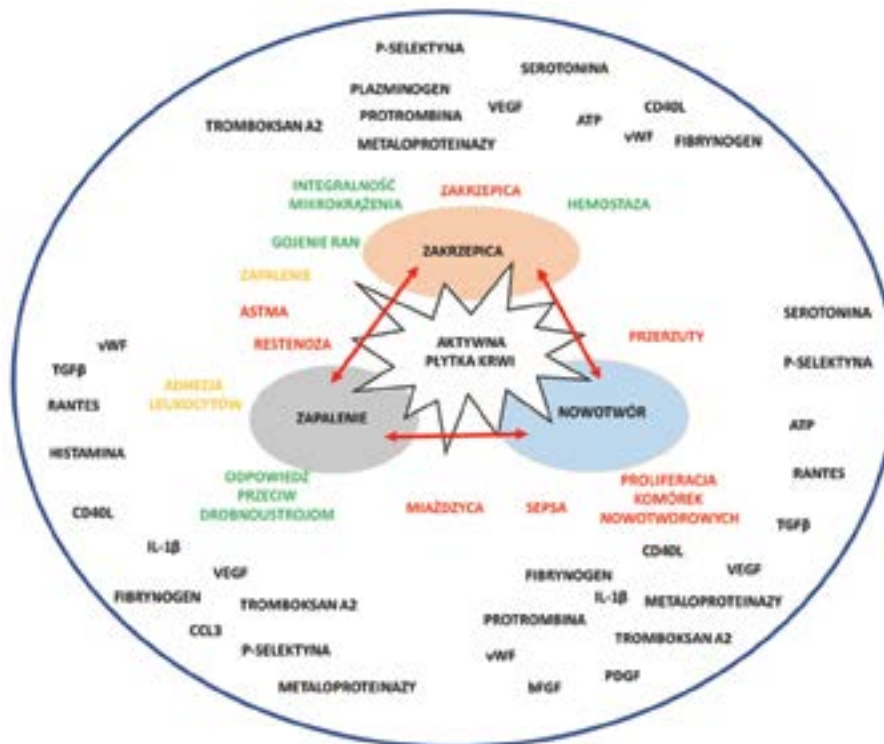 P-SELEKTYNA
SEROTONINA
PLAZMINOGEN
VEGF
CD40L
TROMBOKSAN A2
PROTROMBINA
ATP
vWF
FIBRYNOGEN
METALOPROTEINAZY
INTEGRALNOŚĆ
MIKROKRĄŻENIA
ZAKRZEPICA
HEMOSTAZA
GOJENIE RAN
ZAKRZEPICA
ZAPALENIE
ASTMA
RESTENOZA
AKTYWNA
PŁYTKA KRWI
PRZERZUTY
SEROTONINA
P-SELEKTYNA
vWF
TGFβ
RANTES
ADHEZJA
LEUKOCYTÓW
ZAPALENIE
NOWOTWÓR
ATP
HISTAMINA
RANTES
ODPOWIEDŹ
PRZECIW
DROBNOUSTROJOM
MIAŻDŻYCA
SEPSA
PROLIFERACJA
KOMÓREK
NOWOTWOROWYCH
TGFβ
CD40L
IL-1β
VEGF
FIBRYNOGEN
TROMBOKSAN A2
CCL3
P-SELEKTYNA
METALOPROTEINAZY
CD40L
FIBRYNOGEN
VEGF
IL-1β
METALOPROTEINAZY
PROTROMBINA
TROMBOKSAN A2
vWF
PDGF
bFGF